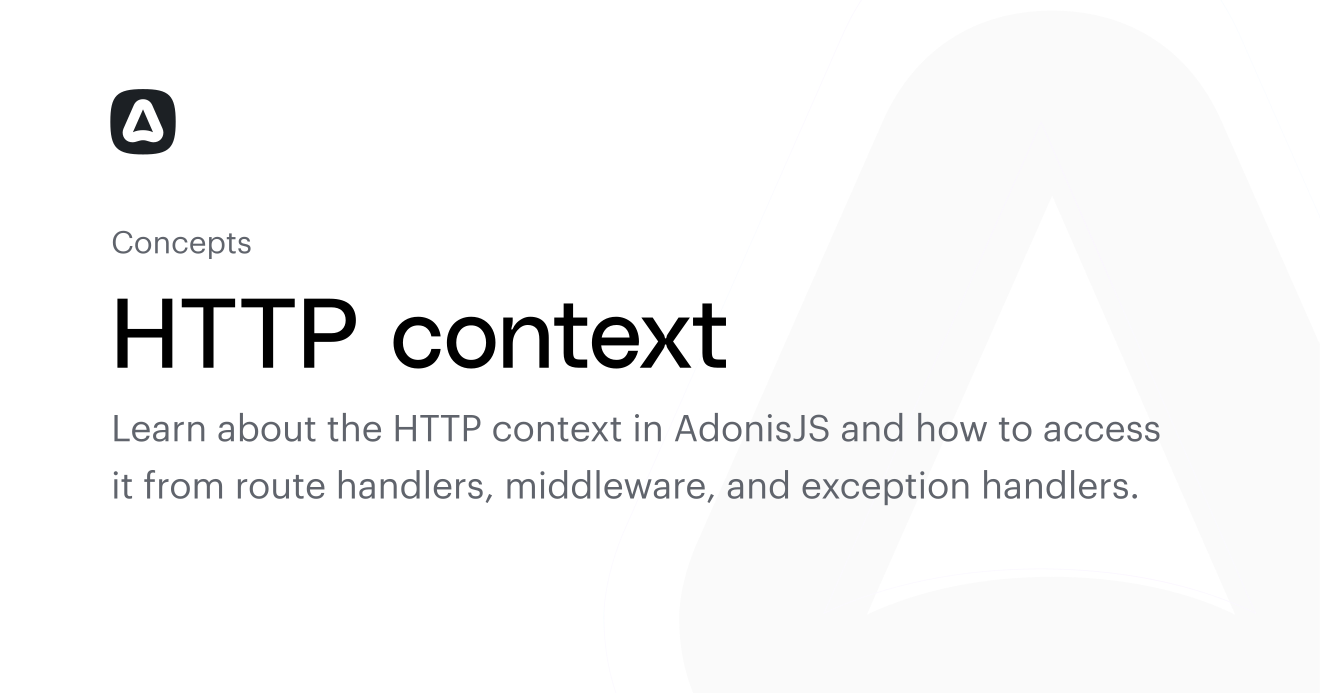 Concepts
HTTP context
Learn about the HTTP context in AdonisJS and how to access
it from route handlers, middleware, and exception handlers.